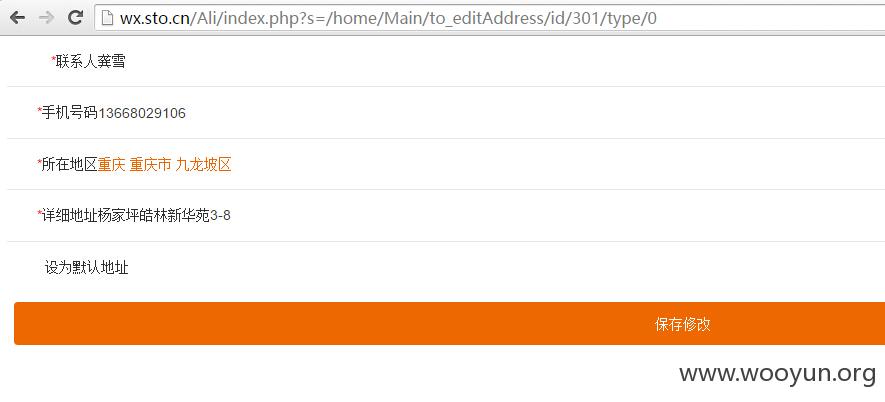 wx.sto.cn/Ali/index.php?s=/home/Main/to_editAddress/id/301/type/0
*联系人龚雪
*手机号码13668029106
*所在地区重庆 重庆市 九龙坡区
*详细地址杨家坪皓林新华苑3-8
设为默认地址
保存修改
www.wooyun.org